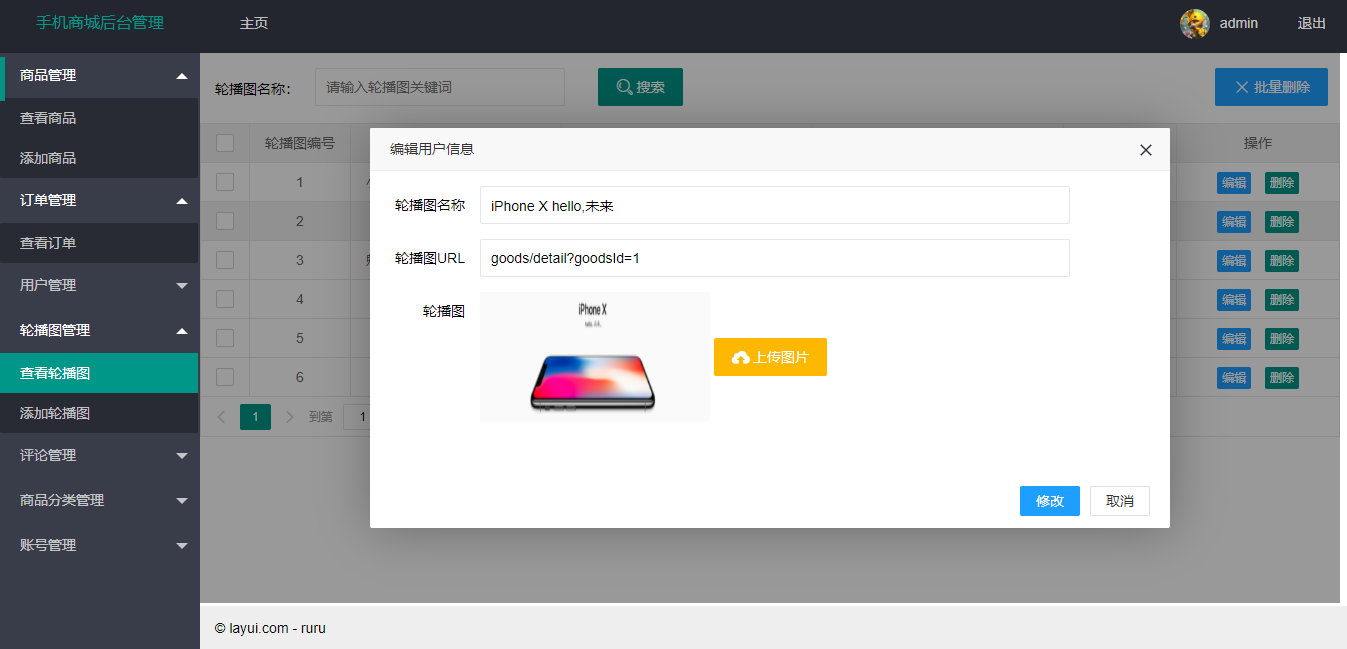 手机商城后台管理 主页 admin 退出
商品管理
查看商品
添加商品
订单管理
查看订单
用户管理
轮播图管理
查看轮播图
添加轮播图
评论管理
商品分类管理
账号管理
轮播图名称： 请输入轮播图关键词 搜索 批量删除
轮播图编号 操作
1 编辑 删除
2 编辑 删除
3 编辑 删除
4 编辑 删除
5 编辑 删除
6 编辑 删除
1 到第 1
编辑用户信息
轮播图名称 iPhone X hello,未来
轮播图URL goods/detail?goodsId=1
轮播图
iPhone X
上传图片
修改 取消
© layui.com - ruru